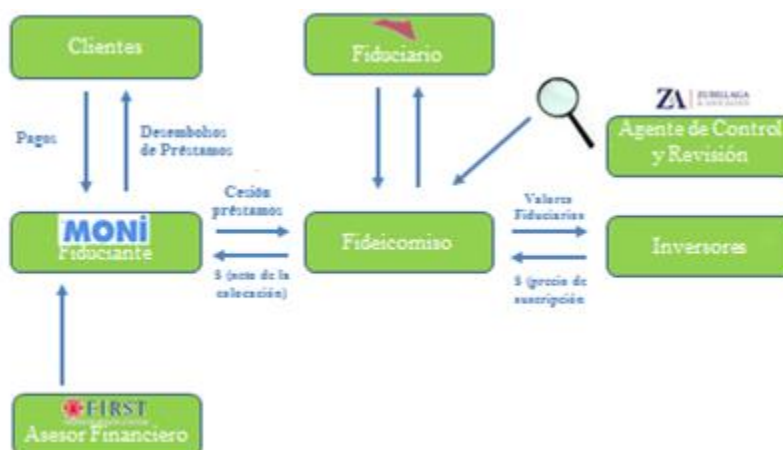 Clientes
Fiduciario
ZA
Agente de Control
y Revisión
Pagos
Desembolsos
de Préstamos
Cesión
préstamos
Valores
Fiduciarios
MONI
Fiduciante
Fideicomiso
Inversores
$ (neto de la
colocación)
$ (precio de
suscripción
FIRST
Asesor Financiero